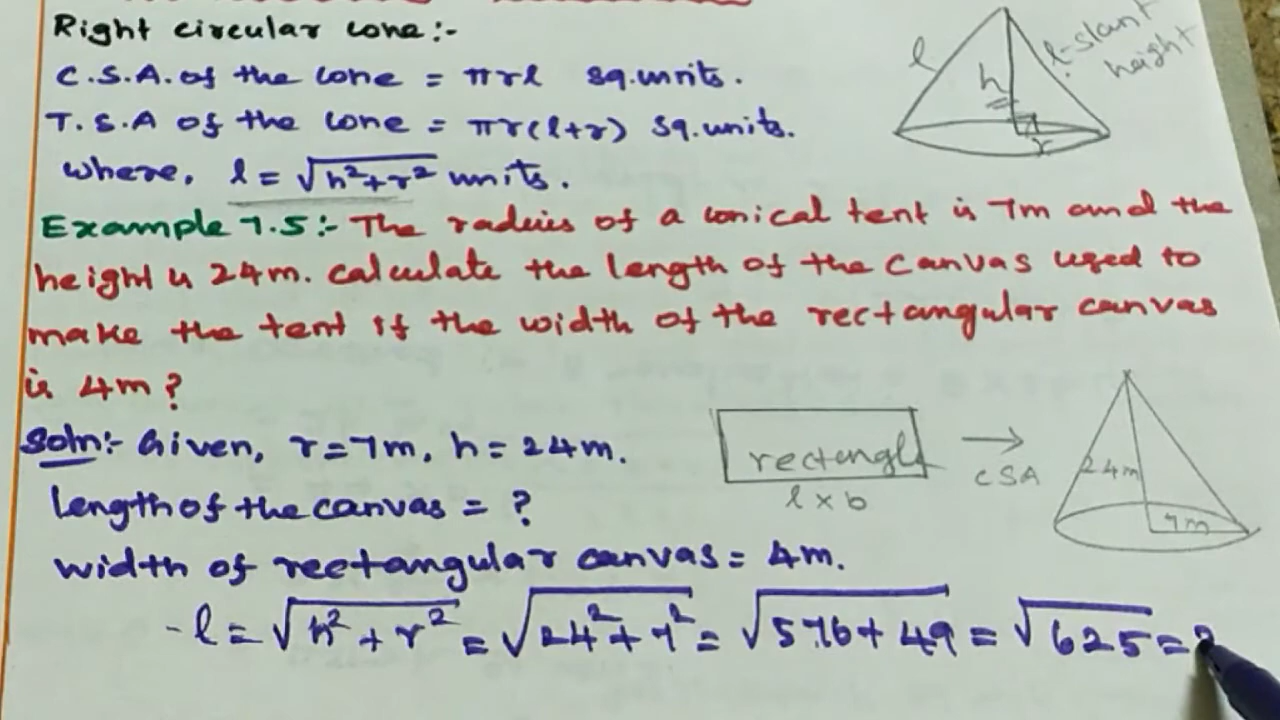 Right circular cone:-
C.S.A. of the cone = πrl sq.units.
T.S.A of the cone = πr(l+r) sq.units.
where, l = √h²+r² units.
l
h
r
l-slant
height
Example 7.5:- The radius of a conical tent is 7m and the
height is 24m. calculate the length of the canvas used to
make the tent if the width of the rectangular canvas
is 4m?
Soln:- Given, r=7m, h=24m.
length of the canvas = ?
width of rectangular canvas = 4m.
rectangle
l x b
→
CSA
24m
7m
l = √h²+r² = √24²+7² = √576+49 = √625 =